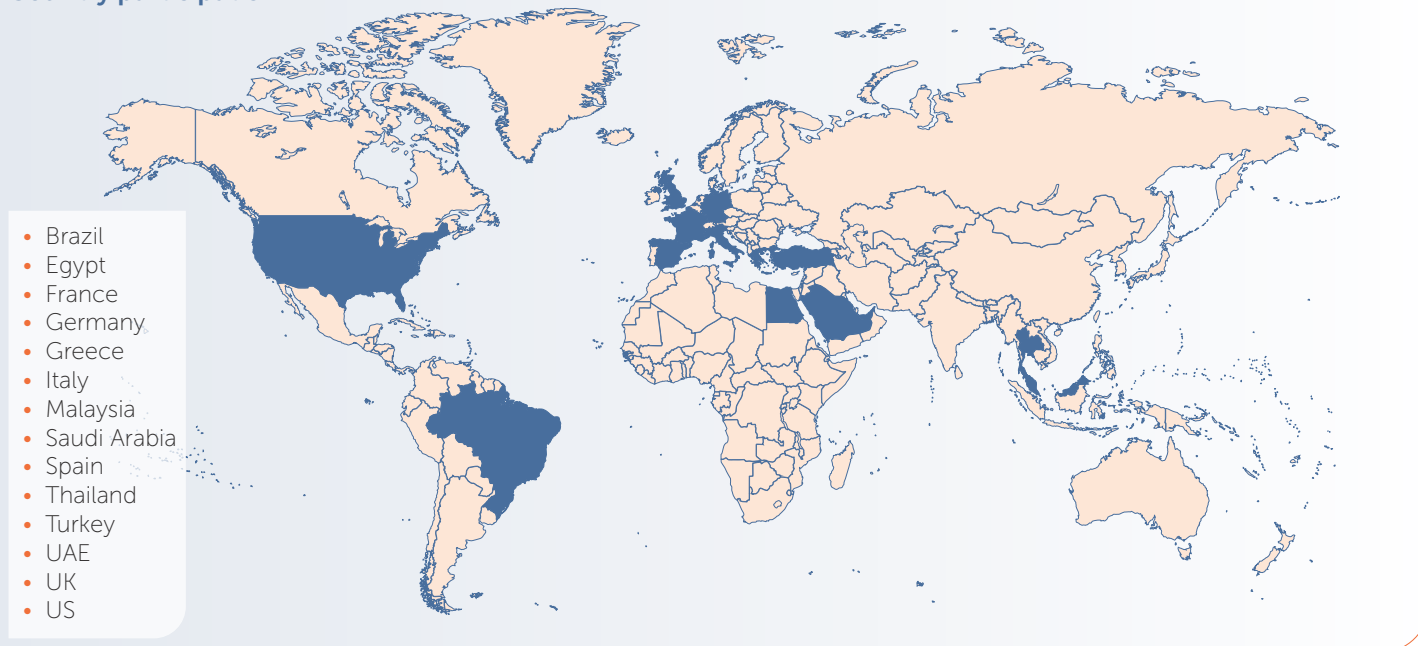 Brazil
Egypt
France
Germany
Greece
Italy
Malaysia
Saudi Arabia
Spain
Thailand
Turkey
UAE
UK
US